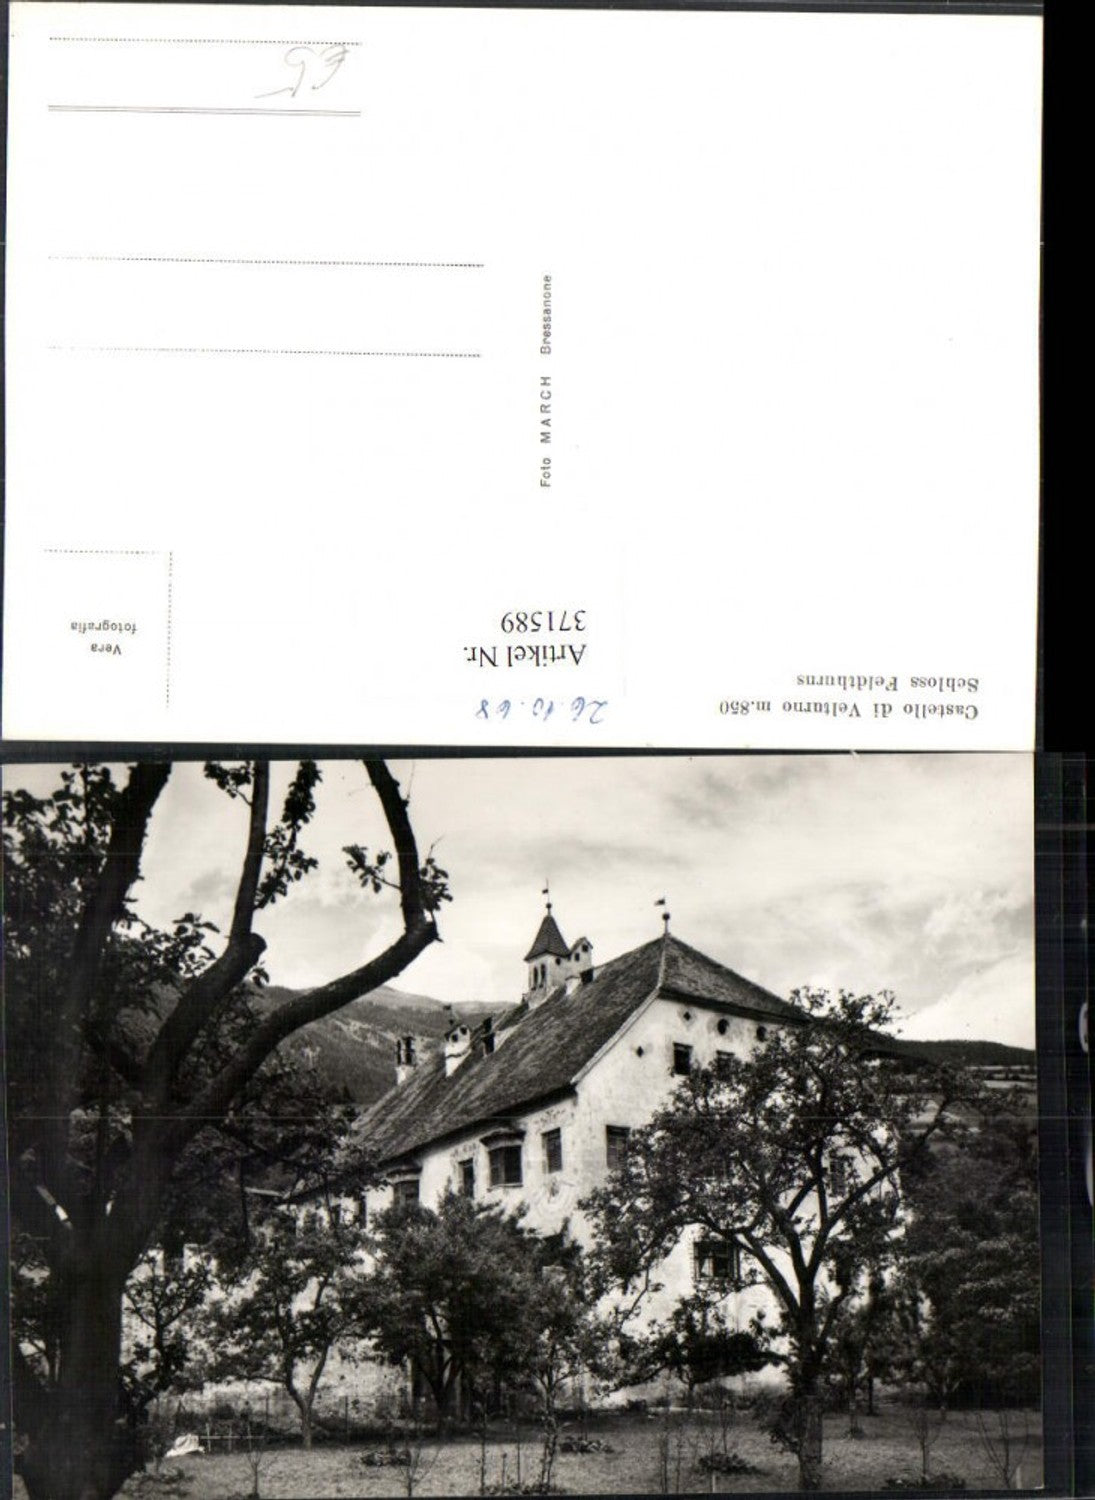 Castello di Velturno m.850
Schloss Feldthurns
26.10.68
Artikel Nr.
371589
Foto MARCH Bressanone
Vera
fotografia